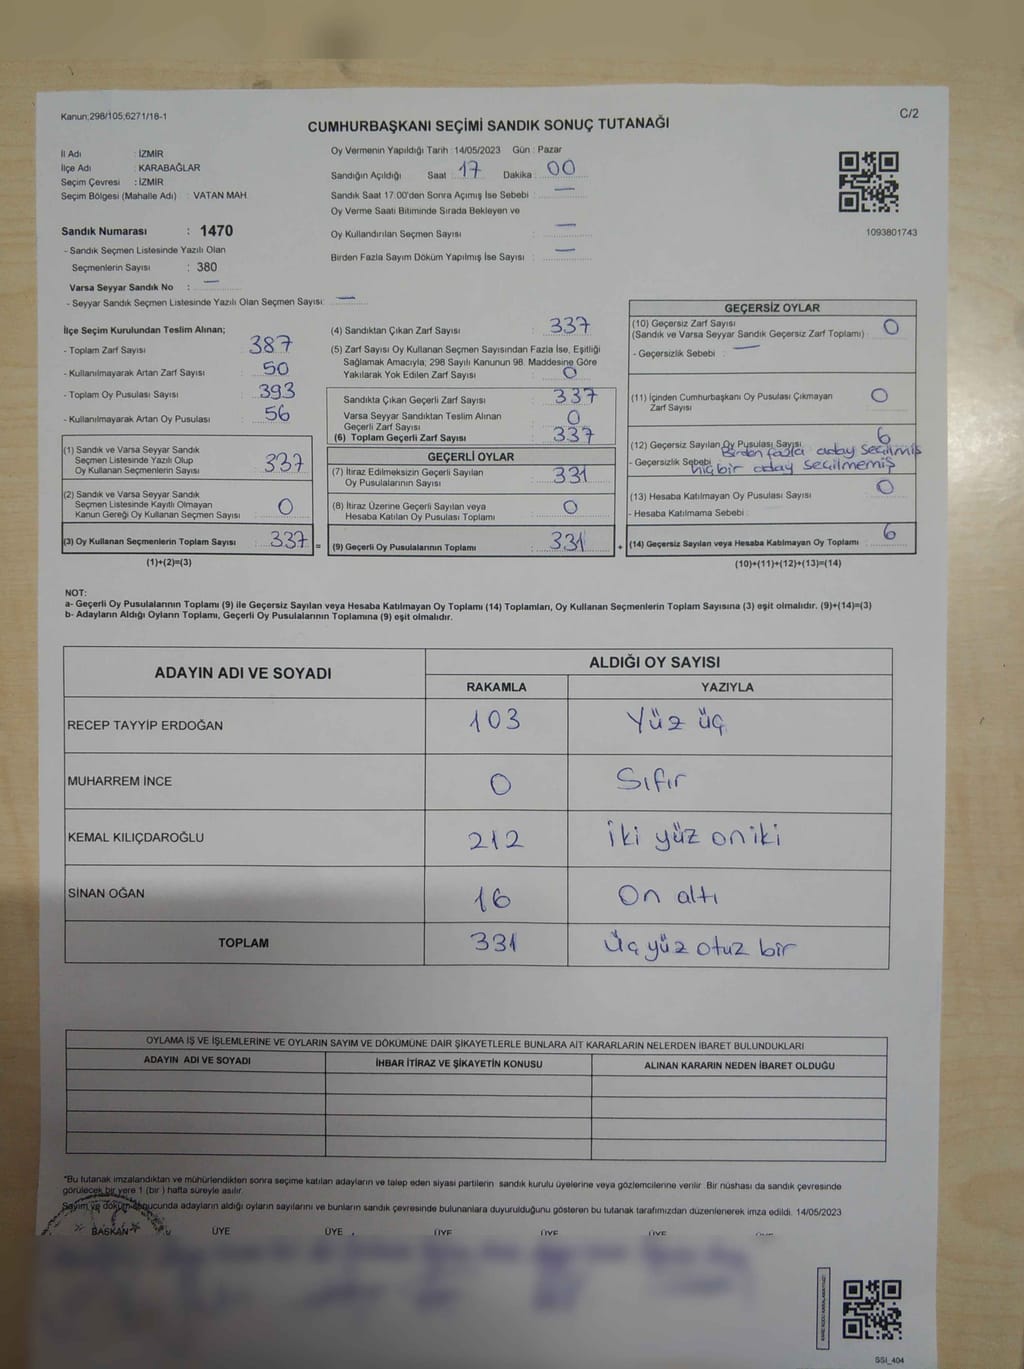 Kanun:298/105,6271/18-1
C/2
CUMHURBAŞKANI SEÇİMİ SANDIK SONUÇ TUTANAĞI
İl Adı : İZMİR
İlçe Adı : KARABAĞLAR
Seçim Çevresi : İZMİR
Seçim Bölgesi (Mahalle Adı) : VATAN MAH
Sandık Numarası : 1470
- Sandık Seçmen Listesinde Yazılı Olan
Seçmenlerin Sayısı : 380
Varsa Seyyar Sandık No : —
- Seyyar Sandık Seçmen Listesinde Yazılı Olan Seçmen Sayısı: —
Oy Vermenin Yapıldığı Tarih : 14/05/2023 Gün : Pazar
Sandığın Açıldığı Saat : 17 Dakika : 00
Sandık Saat 17.00'den Sonra Açımış İse Sebebi : —
Oy Verme Saati Bitiminde Sırada Bekleyen ve
Oy Kullandırılan Seçmen Sayısı : —
Birden Fazla Sayım Döküm Yapılmış İse Sayısı : —
1093801743
İlçe Seçim Kurulundan Teslim Alınan;
- Toplam Zarf Sayısı : 387
- Kullanılmayarak Artan Zarf Sayısı : 50
- Toplam Oy Pusulası Sayısı : 393
- Kullanılmayarak Artan Oy Pusulası : 56
(1) Sandık ve Varsa Seyyar Sandık
Seçmen Listesinde Yazılı Olup
Oy Kullanan Seçmenlerin Sayısı : 337
(2) Sandık ve Varsa Seyyar Sandık
Seçmen Listesinde Kayıtlı Olmayan
Kanun Gereği Oy Kullanan Seçmen Sayısı : 0
(3) Oy Kullanan Seçmenlerin Toplam Sayısı : 337 =
(1)+(2)=(3)
(4) Sandıktan Çıkan Zarf Sayısı : 337
(5) Zarf Sayısı Oy Kullanan Seçmen Sayısından Fazla İse, Eşitliği
Sağlamak Amacıyla; 298 Sayılı Kanunun 98. Maddesine Göre
Yakılarak Yok Edilen Zarf Sayısı : 0
Sandıkta Çıkan Geçerli Zarf Sayısı : 337
Varsa Seyyar Sandıktan Teslim Alınan
Geçerli Zarf Sayısı : 0
(6) Toplam Geçerli Zarf Sayısı : 337
GEÇERLİ OYLAR
(7) İtiraz Edilmeksizin Geçerli Sayılan
Oy Pusulalarının Sayısı : 331
(8) İtiraz Üzerine Geçerli Sayılan veya
Hesaba Katılan Oy Pusulası Toplamı : 0
(9) Geçerli Oy Pusulalarının Toplamı : 331 +
GEÇERSİZ OYLAR
(10) Geçersiz Zarf Sayısı
(Sandık ve Varsa Seyyar Sandık Geçersiz Zarf Toplamı) : 0
- Geçersizlik Sebebi : —
(11) İçinden Cumhurbaşkanı Oy Pusulası Çıkmayan
Zarf Sayısı : 0
(12) Geçersiz Sayılan Oy Pusulası Sayısı : 6
Birden fazla aday seçilmiş
- Geçersizlik Sebebi : hiç bir aday seçilmemiş
(13) Hesaba Katılmayan Oy Pusulası Sayısı : 0
- Hesaba Katılmama Sebebi :
(14) Geçersiz Sayılan veya Hesaba Katılmayan Oy Toplamı : 6
(10)+(11)+(12)+(13)=(14)
NOT:
a- Geçerli Oy Pusulalarının Toplamı (9) ile Geçersiz Sayılan veya Hesaba Katılmayan Oy Toplamı (14) Toplamları, Oy Kullanan Seçmenlerin Toplam Sayısına (3) eşit olmalıdır. (9)+(14)=(3)
b- Adayların Aldığı Oyların Toplamı, Geçerli Oy Pusulalarının Toplamına (9) eşit olmalıdır.
ADAYIN ADI VE SOYADI ALDIĞI OY SAYISI
RAKAMLA YAZIYLA
RECEP TAYYİP ERDOĞAN 103 Yüz üç
MUHARREM İNCE 0 Sıfır
KEMAL KILIÇDAROĞLU 212 İki yüz on iki
SİNAN OĞAN 16 On altı
TOPLAM 331 Üç yüz otuz bir
OYLAMA İŞ VE İŞLEMLERİNE VE OYLARIN SAYIM VE DÖKÜMÜNE DAİR ŞİKAYETLERLE BUNLARA AİT KARARLARIN NELERDEN İBARET BULUNDUKLARI
ADAYIN ADI VE SOYADI İHBAR İTİRAZ VE ŞİKAYETİN KONUSU ALINAN KARARIN NEDEN İBARET OLDUĞU
*Bu tutanak imzalandıktan ve mühürlendikten sonra seçime katılan adayların ve talep eden siyasi partilerin sandık kurulu üyelerine veya gözlemcilerine verilir. Bir nüshası da sandık çevresinde
görülecek bir yere 1 (bir) hafta süreyle asılır.
Sayım ve döküm sonucunda adayların aldığı oyların sayılarını ve bunların sandık çevresinde bulunanlara duyurulduğunu gösteren bu tutanak tarafımızdan düzenlenerek imza edildi. 14/05/2023
BAŞKAN ÜYE ÜYE ÜYE ÜYE ÜYE
SSI_404